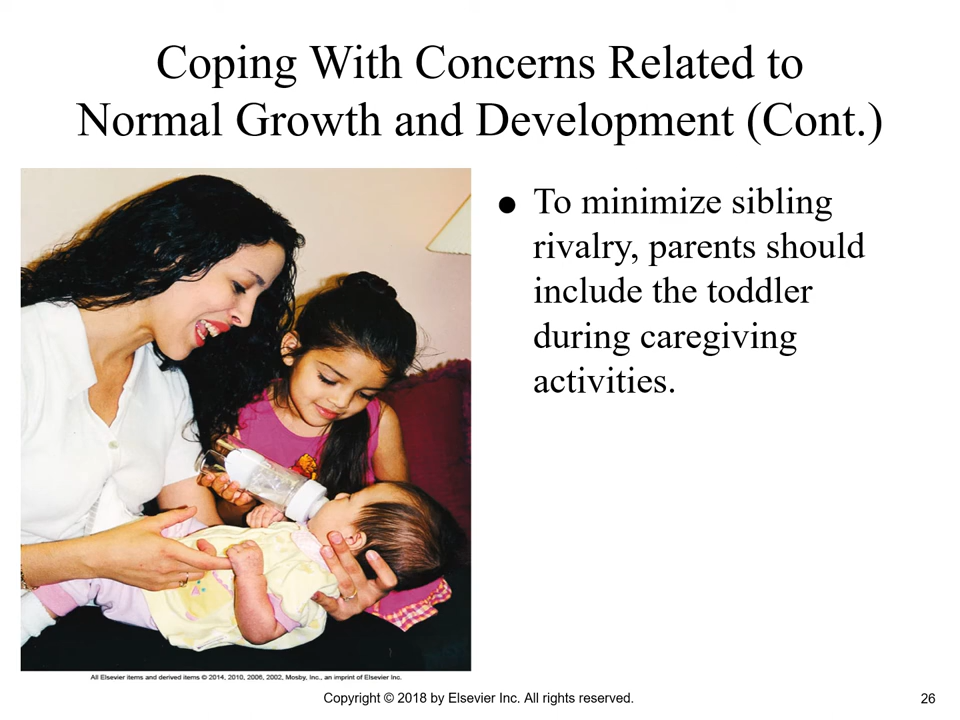 Coping With Concerns Related to
Normal Growth and Development (Cont.)
● To minimize sibling
rivalry, parents should
include the toddler
during caregiving
activities.
All Elsevier items and derived items © 2014, 2010, 2006, 2002, Mosby, Inc., an imprint of Elsevier Inc.
Copyright © 2018 by Elsevier Inc. All rights reserved.
26